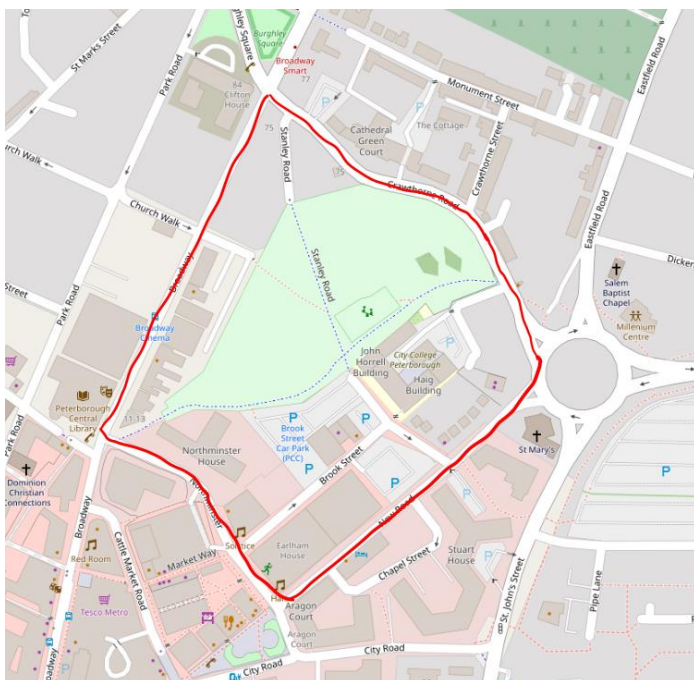 Burghley Square
Burghley
Square
St Marks Street
Park Road
Broadway
Smart
77
84
Clifton
House
Monument Street
Eastfield Road
75
Stanley Road
Cathedral
Green
Court
The Cottage
P
Crawthorne Street
Crawthorne Road
Church Walk
Stanley Road
Eastfield Road
Salem
Baptist
Chapel
Park Road
Broadway
Broadway
Cinema
Millenium
Centre
John
Horrell
Building
City College
Peterborough
Haig
Building
P
Peterborough
Central
Library
11-13
Park Road
Brook
Street
Car Park
(PCC)
P
P
P
Northminster
House
St Mary's
P
Dominion
Christian
Connections
Broadway
Brook Street
Northminster
New Road
Solstice
Red Room
Cattle Market Road
Market Way
Earlham
House
Stuart
House
P
Chapel Street
Tesco Metro
Aragon
Court
St. John's Street
Pipe Lane
Aragon
Court
City Road
City Road
Broadway
P